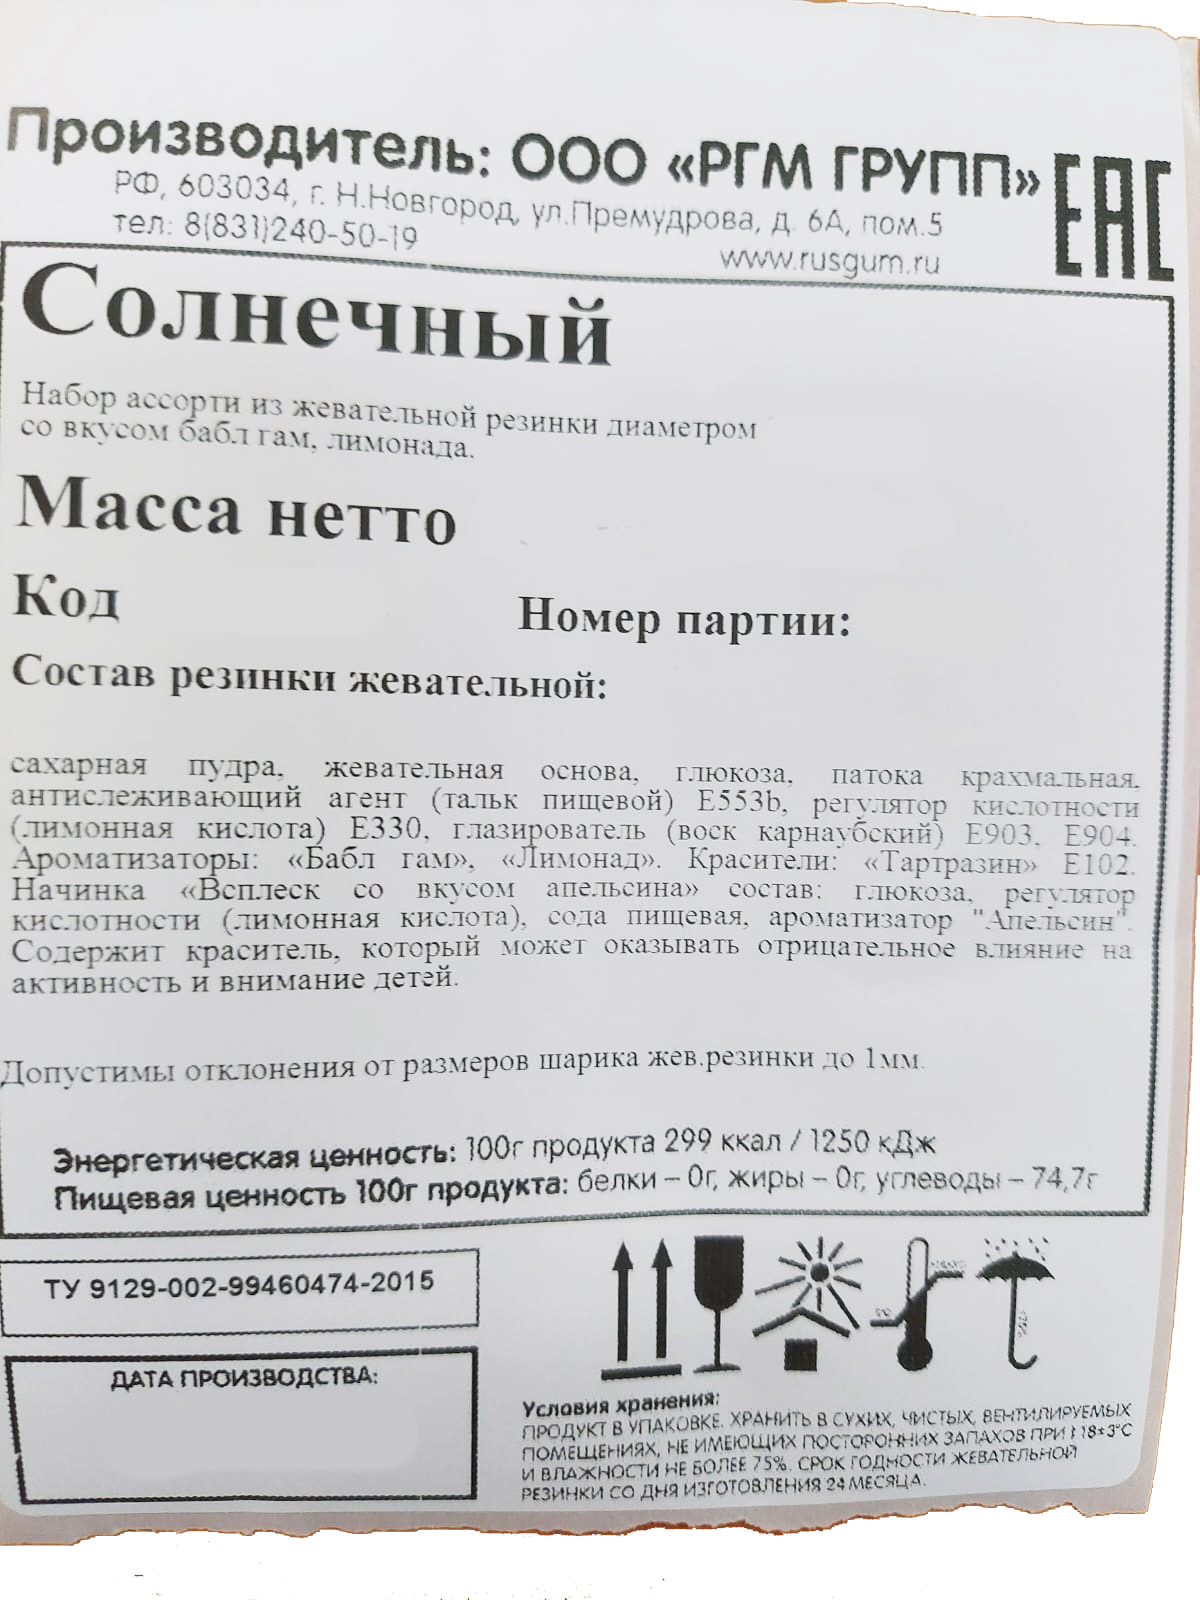 Производитель: ООО «РГМ ГРУПП»
EAC
РФ, 603034, г. Н.Новгород, ул.Премудрова, д. 6А, пом.5
тел: 8(831)240-50-19
www.rusgum.ru
Солнечный
Набор ассорти из жевательной резинки диаметром
со вкусом бабл гам, лимонада.
Масса нетто
Код
Номер партии:
Состав резинки жевательной:
сахарная пудра, жевательная основа, глюкоза, патока крахмальная,
антислеживающий агент (тальк пищевой) Е553b, регулятор кислотности
(лимонная кислота) Е330, глазирователь (воск карнаубский) Е903, Е904.
Ароматизаторы: «Бабл гам», «Лимонад». Красители: «Тартразин» Е102.
Начинка «Всплеск со вкусом апельсина» состав: глюкоза, регулятор
кислотности (лимонная кислота), сода пищевая, ароматизатор "Апельсин".
Содержит краситель, который может оказывать отрицательное влияние на
активность и внимание детей.
Допустимы отклонения от размеров шарика жев.резинки до 1мм.
Энергетическая ценность: 100г продукта 299 ккал / 1250 кДж
Пищевая ценность 100г продукта: белки – 0г, жиры – 0г, углеводы – 74,7г
ТУ 9129-002-99460474-2015
ДАТА ПРОИЗВОДСТВА:
Условия хранения:
ПРОДУКТ В УПАКОВКЕ. ХРАНИТЬ В СУХИХ, ЧИСТЫХ, ВЕНТИЛИРУЕМЫХ
ПОМЕЩЕНИЯХ, НЕ ИМЕЮЩИХ ПОСТОРОННИХ ЗАПАХОВ ПРИ t 18±3°С
И ВЛАЖНОСТИ НЕ БОЛЕЕ 75%. СРОК ГОДНОСТИ ЖЕВАТЕЛЬНОЙ
РЕЗИНКИ СО ДНЯ ИЗГОТОВЛЕНИЯ 24 МЕСЯЦА.